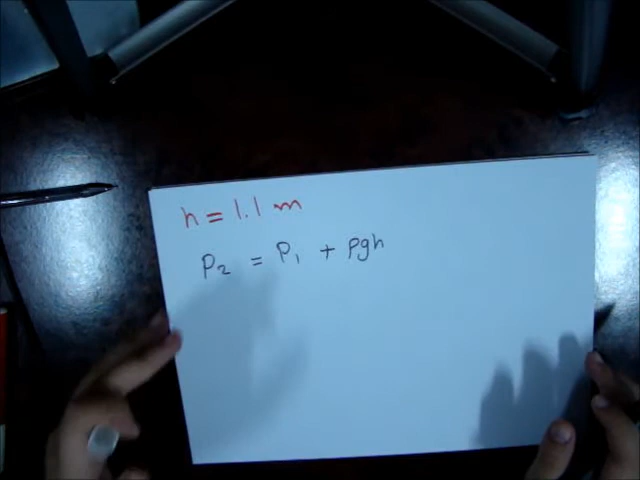 h = 1.1 m
P₂ = P₁ + ρgh